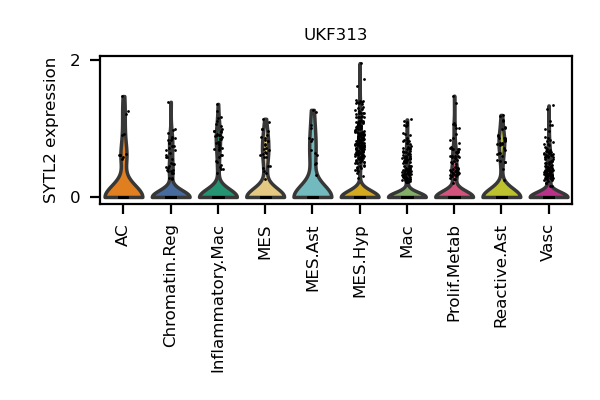 UKF313
SYTL2 expression
2
0
AC
Chromatin.Reg
Inflammatory.Mac
MES
MES.Ast
MES.Hyp
Mac
Prolif.Metab
Reactive.Ast
Vasc